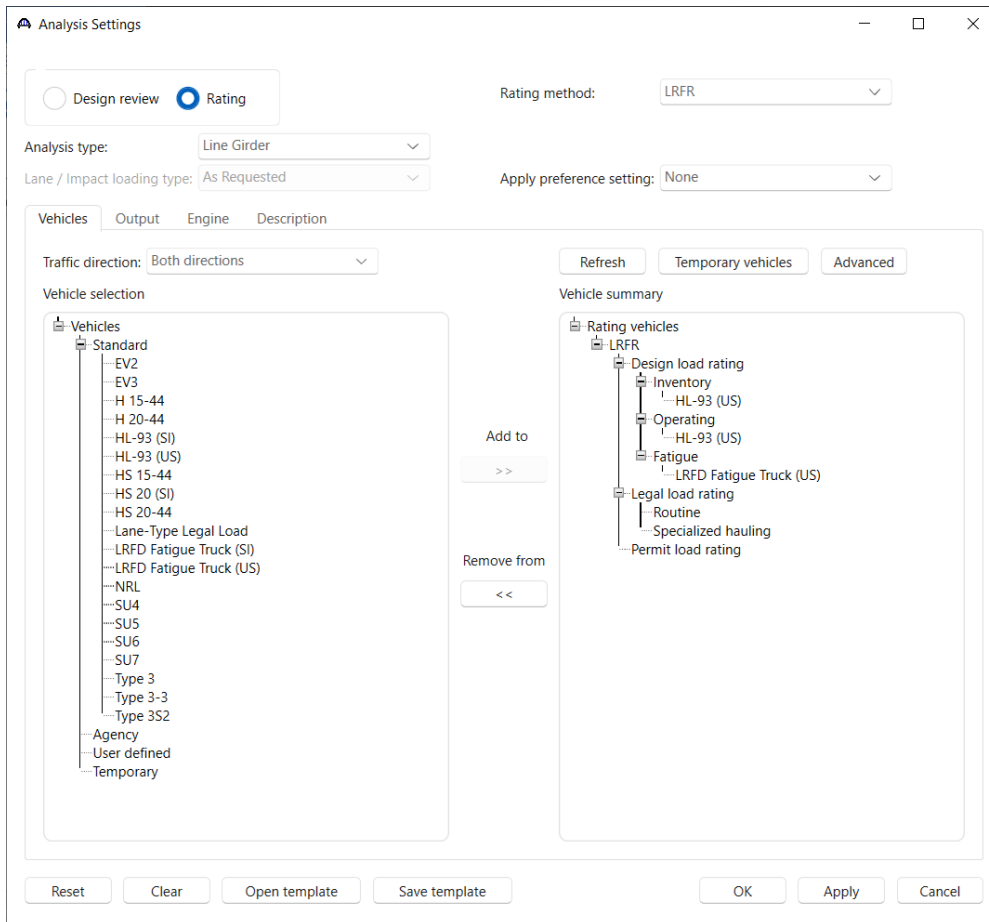 Analysis Settings
Design review
Rating
Rating method:
LRFR
Analysis type:
Line Girder
Lane / Impact loading type:
As Requested
Apply preference setting:
None
Vehicles
Output
Engine
Description
Traffic direction:
Both directions
Refresh
Temporary vehicles
Advanced
Vehicle selection
Vehicles
Standard
EV2
EV3
H 15-44
H 20-44
HL-93 (SI)
HL-93 (US)
HS 15-44
HS 20 (SI)
HS 20-44
Lane-Type Legal Load
LRFD Fatigue Truck (SI)
LRFD Fatigue Truck (US)
NRL
SU4
SU5
SU6
SU7
Type 3
Type 3-3
Type 3S2
Agency
User defined
Temporary
Add to
>>
Remove from
<<
Vehicle summary
Rating vehicles
LRFR
Design load rating
Inventory
HL-93 (US)
Operating
HL-93 (US)
Fatigue
LRFD Fatigue Truck (US)
Legal load rating
Routine
Specialized hauling
Permit load rating
Reset
Clear
Open template
Save template
OK
Apply
Cancel